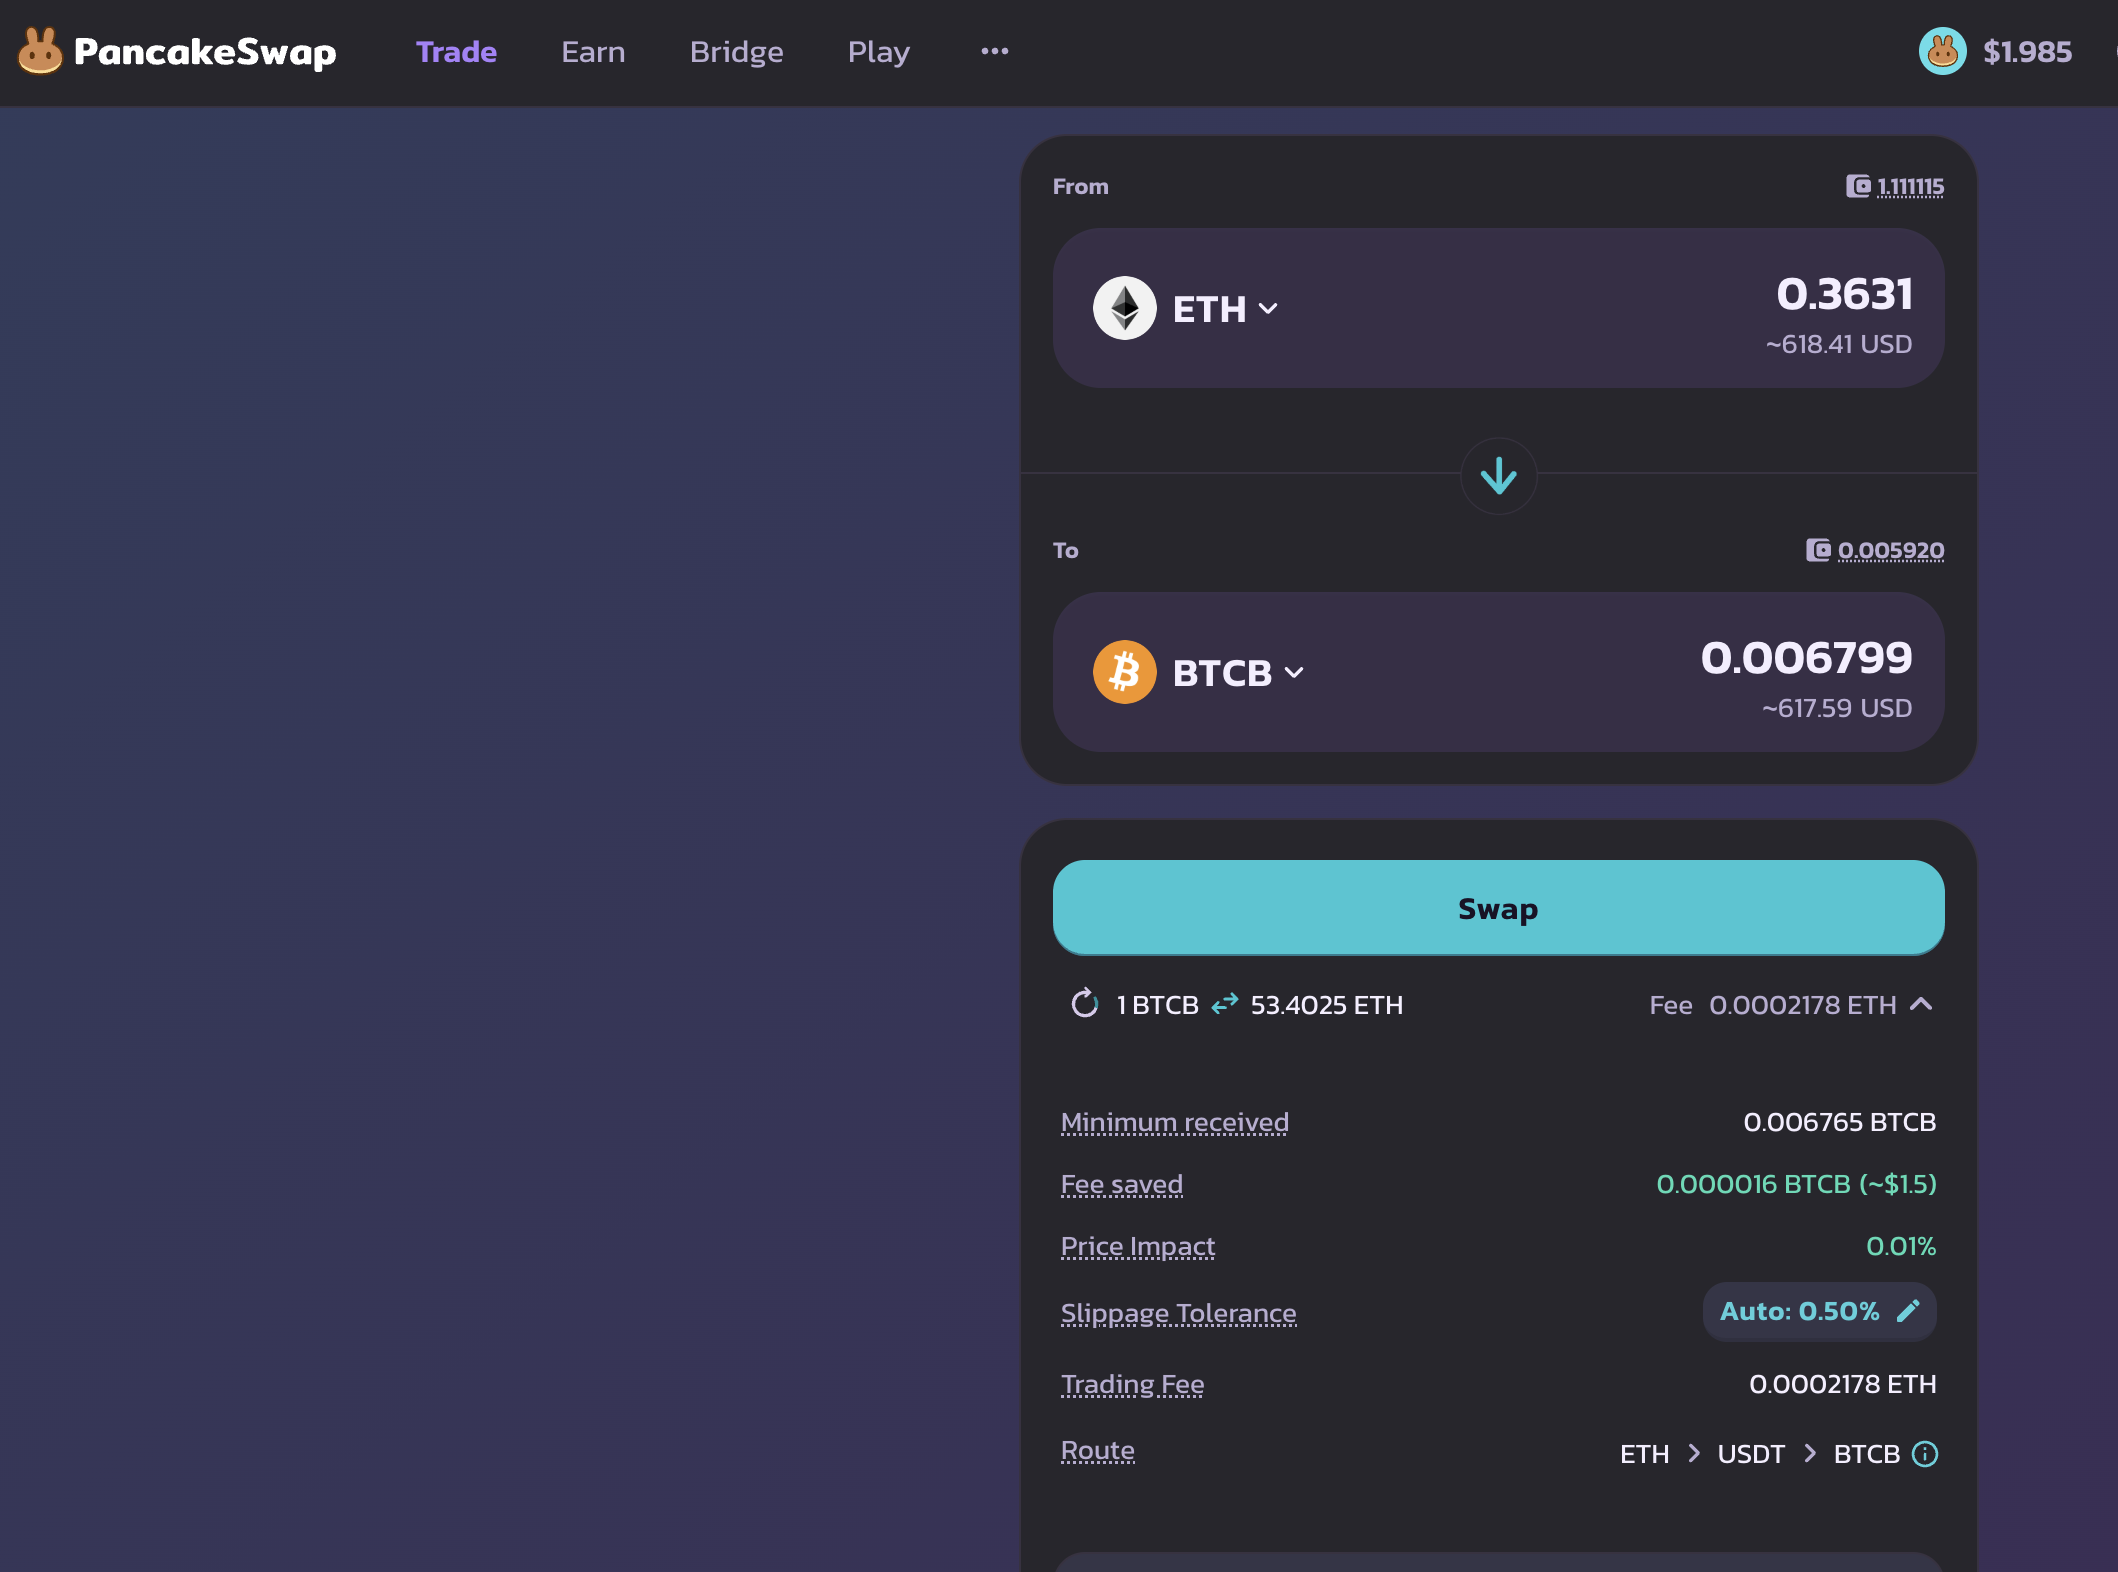 PancakeSwap Trade Earn Bridge Play ••• $1.985
From 1.111115
ETH 0.3631
~618.41 USD
To 0.005920
BTCB 0.006799
~617.59 USD
Swap
1 BTCB 53.4025 ETH Fee 0.0002178 ETH
Minimum received 0.006765 BTCB
Fee saved 0.000016 BTCB (~$1.5)
Price Impact 0.01%
Slippage Tolerance Auto: 0.50%
Trading Fee 0.0002178 ETH
Route ETH > USDT > BTCB